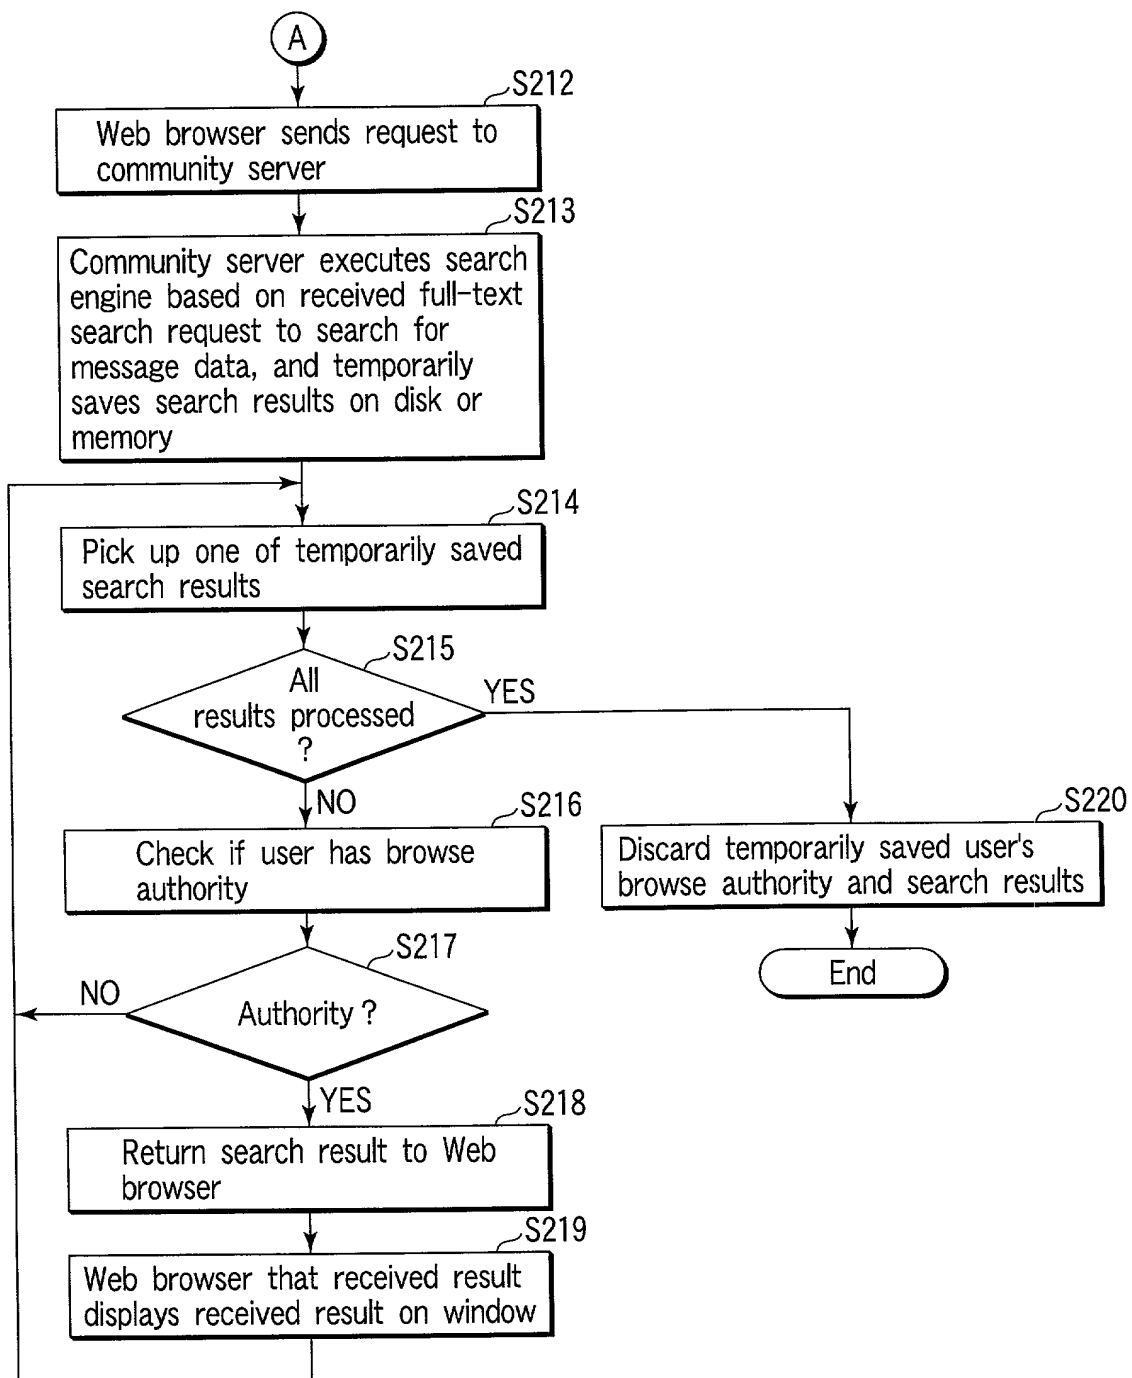 A
S212
Web browser sends request to
community server
S213
Community server executes search
engine based on received full-text
search request to search for
message data, and temporarily
saves search results on disk or
memory
S214
Pick up one of temporarily saved
search results
S215
All
results processed
?
YES
NO
S216
Check if user has browse
authority
S220
Discard temporarily saved user's
browse authority and search results
End
S217
Authority ?
NO
YES
S218
Return search result to Web
browser
S219
Web browser that received result
displays received result on window